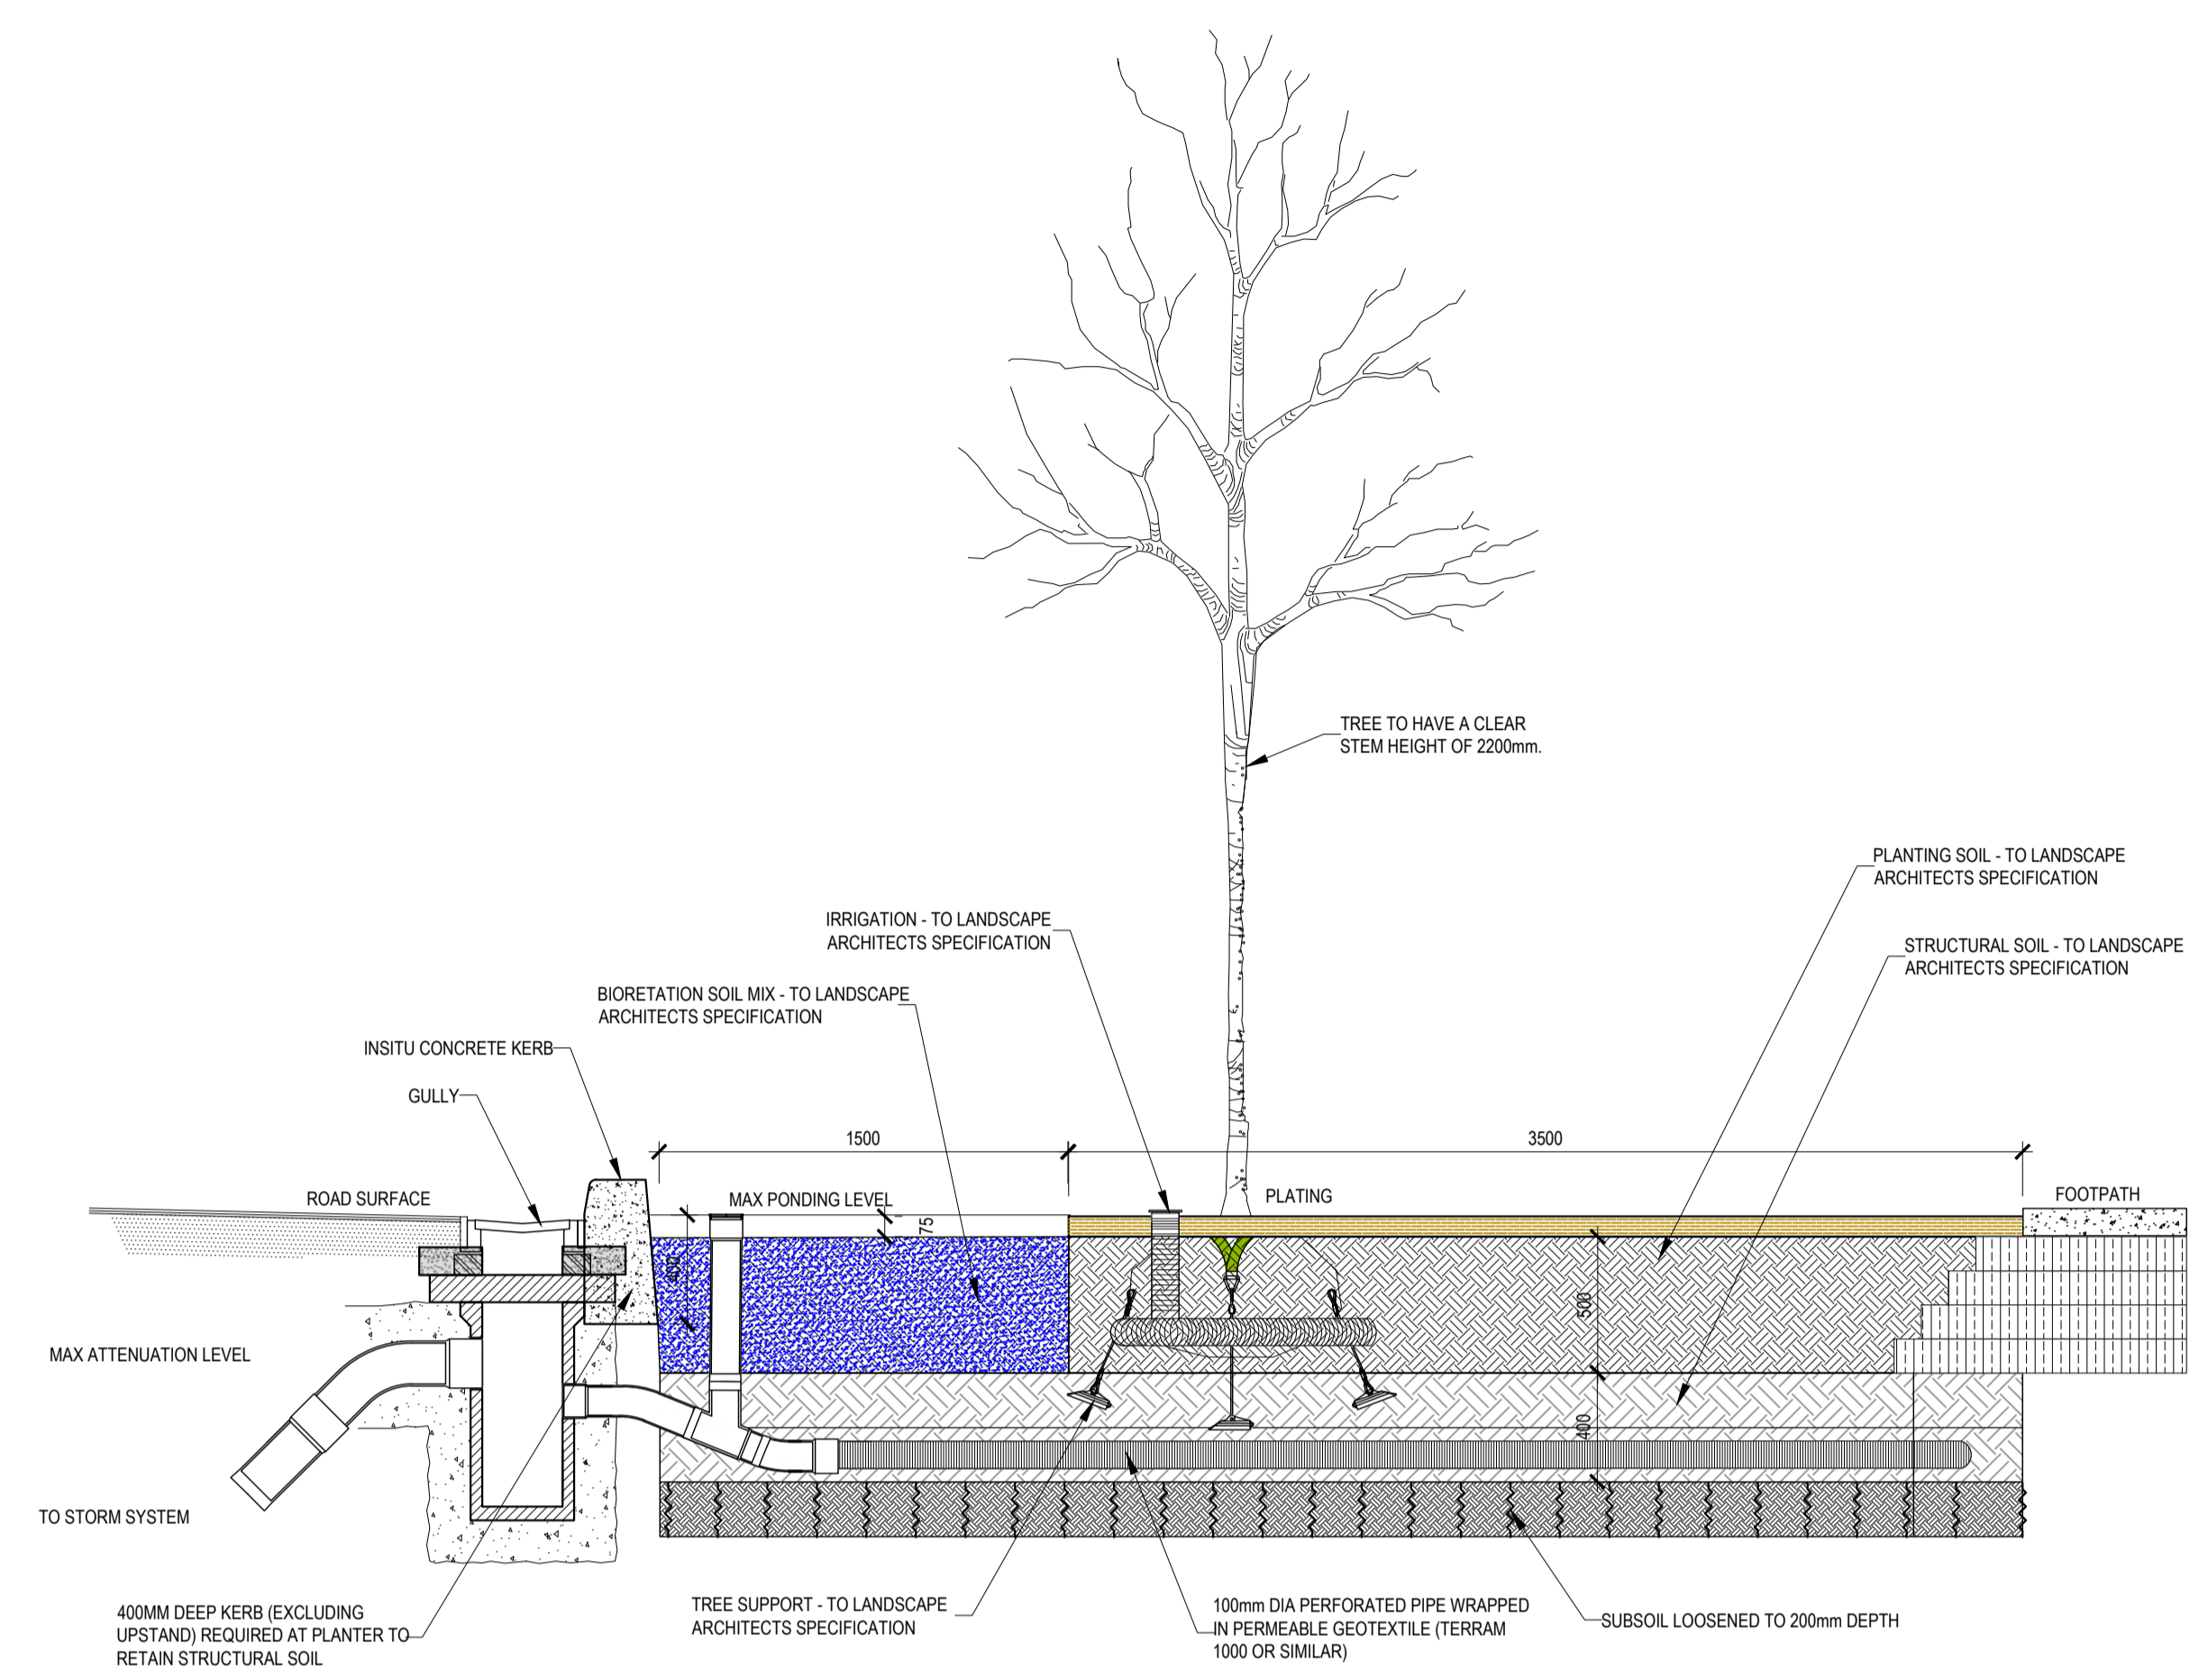 TREE TO HAVE A CLEAR
STEM HEIGHT OF 2200mm.
PLANTING SOIL - TO LANDSCAPE
ARCHITECTS SPECIFICATION
IRRIGATION - TO LANDSCAPE
ARCHITECTS SPECIFICATION
STRUCTURAL SOIL - TO LANDSCAPE
ARCHITECTS SPECIFICATION
BIORETATION SOIL MIX - TO LANDSCAPE
ARCHITECTS SPECIFICATION
INSITU CONCRETE KERB
GULLY
1500
3500
ROAD SURFACE
MAX PONDING LEVEL
PLATING
FOOTPATH
75
400
500
MAX ATTENUATION LEVEL
400
TO STORM SYSTEM
400MM DEEP KERB (EXCLUDING
UPSTAND) REQUIRED AT PLANTER TO
RETAIN STRUCTURAL SOIL
TREE SUPPORT - TO LANDSCAPE
ARCHITECTS SPECIFICATION
100mm DIA PERFORATED PIPE WRAPPED
IN PERMEABLE GEOTEXTILE (TERRAM
1000 OR SIMILAR)
SUBSOIL LOOSENED TO 200mm DEPTH